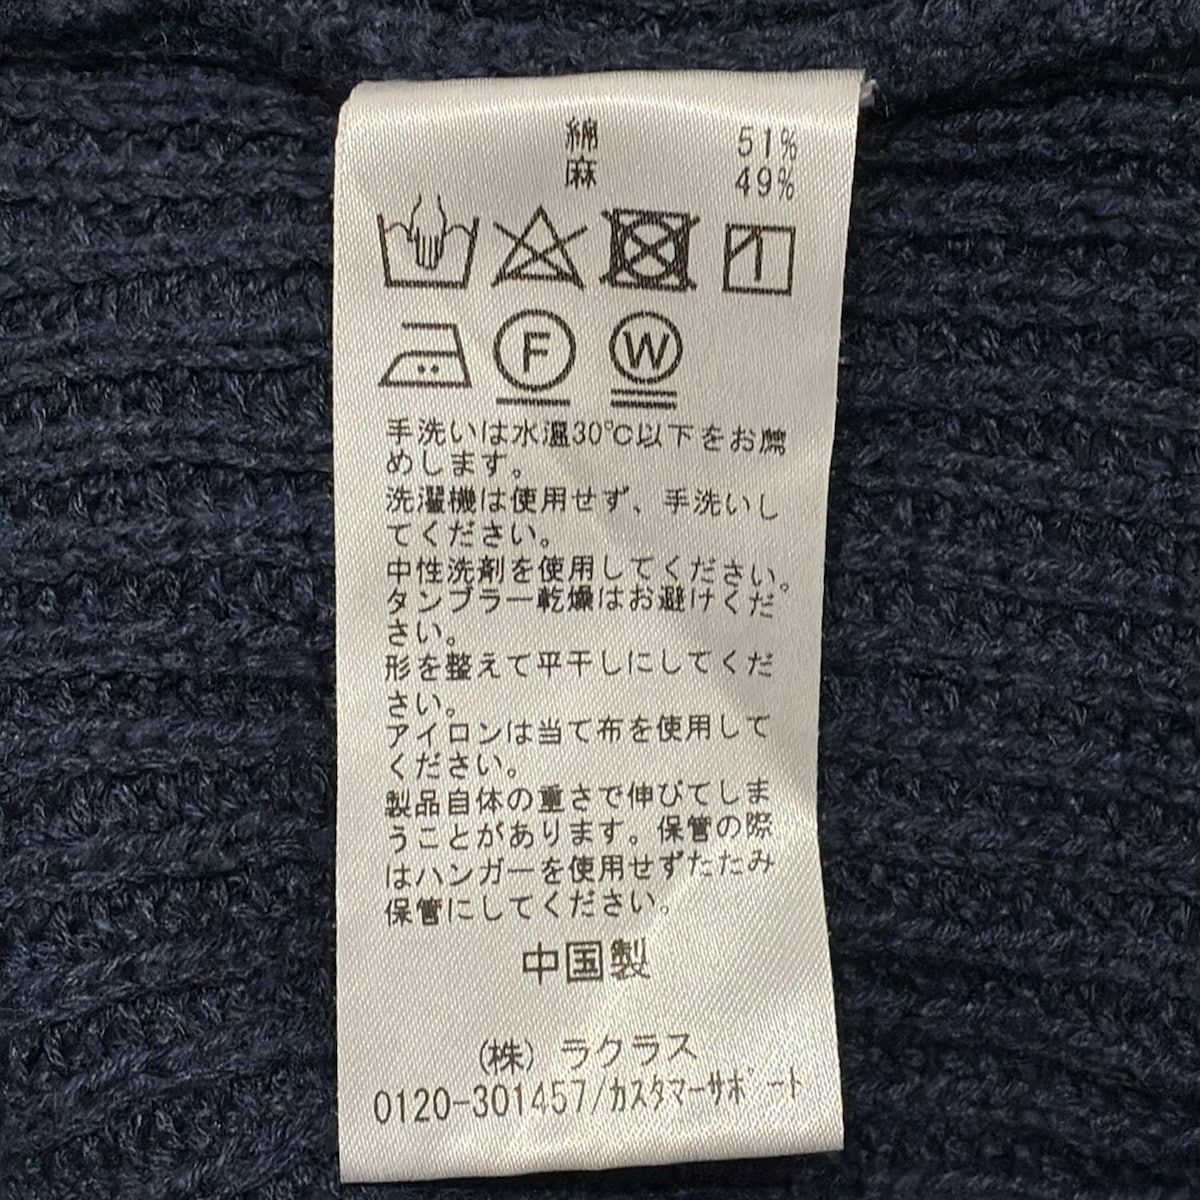 綿 51%
麻 49%
F W
手洗いは水温30℃以下をお薦
めします。
洗濯機は使用せず、手洗いし
てください。
中性洗剤を使用してください。
タンブラー乾燥はお避けくだ
さい。
形を整えて平干しにしてくだ
さい。
アイロンは当て布を使用して
ください。
製品自体の重さで伸びてしま
うことがあります。保管の際
はハンガーを使用せずたたみ
保管にしてください。
中国製
(株) ラクラス
0120-301457/カスタマーサポート